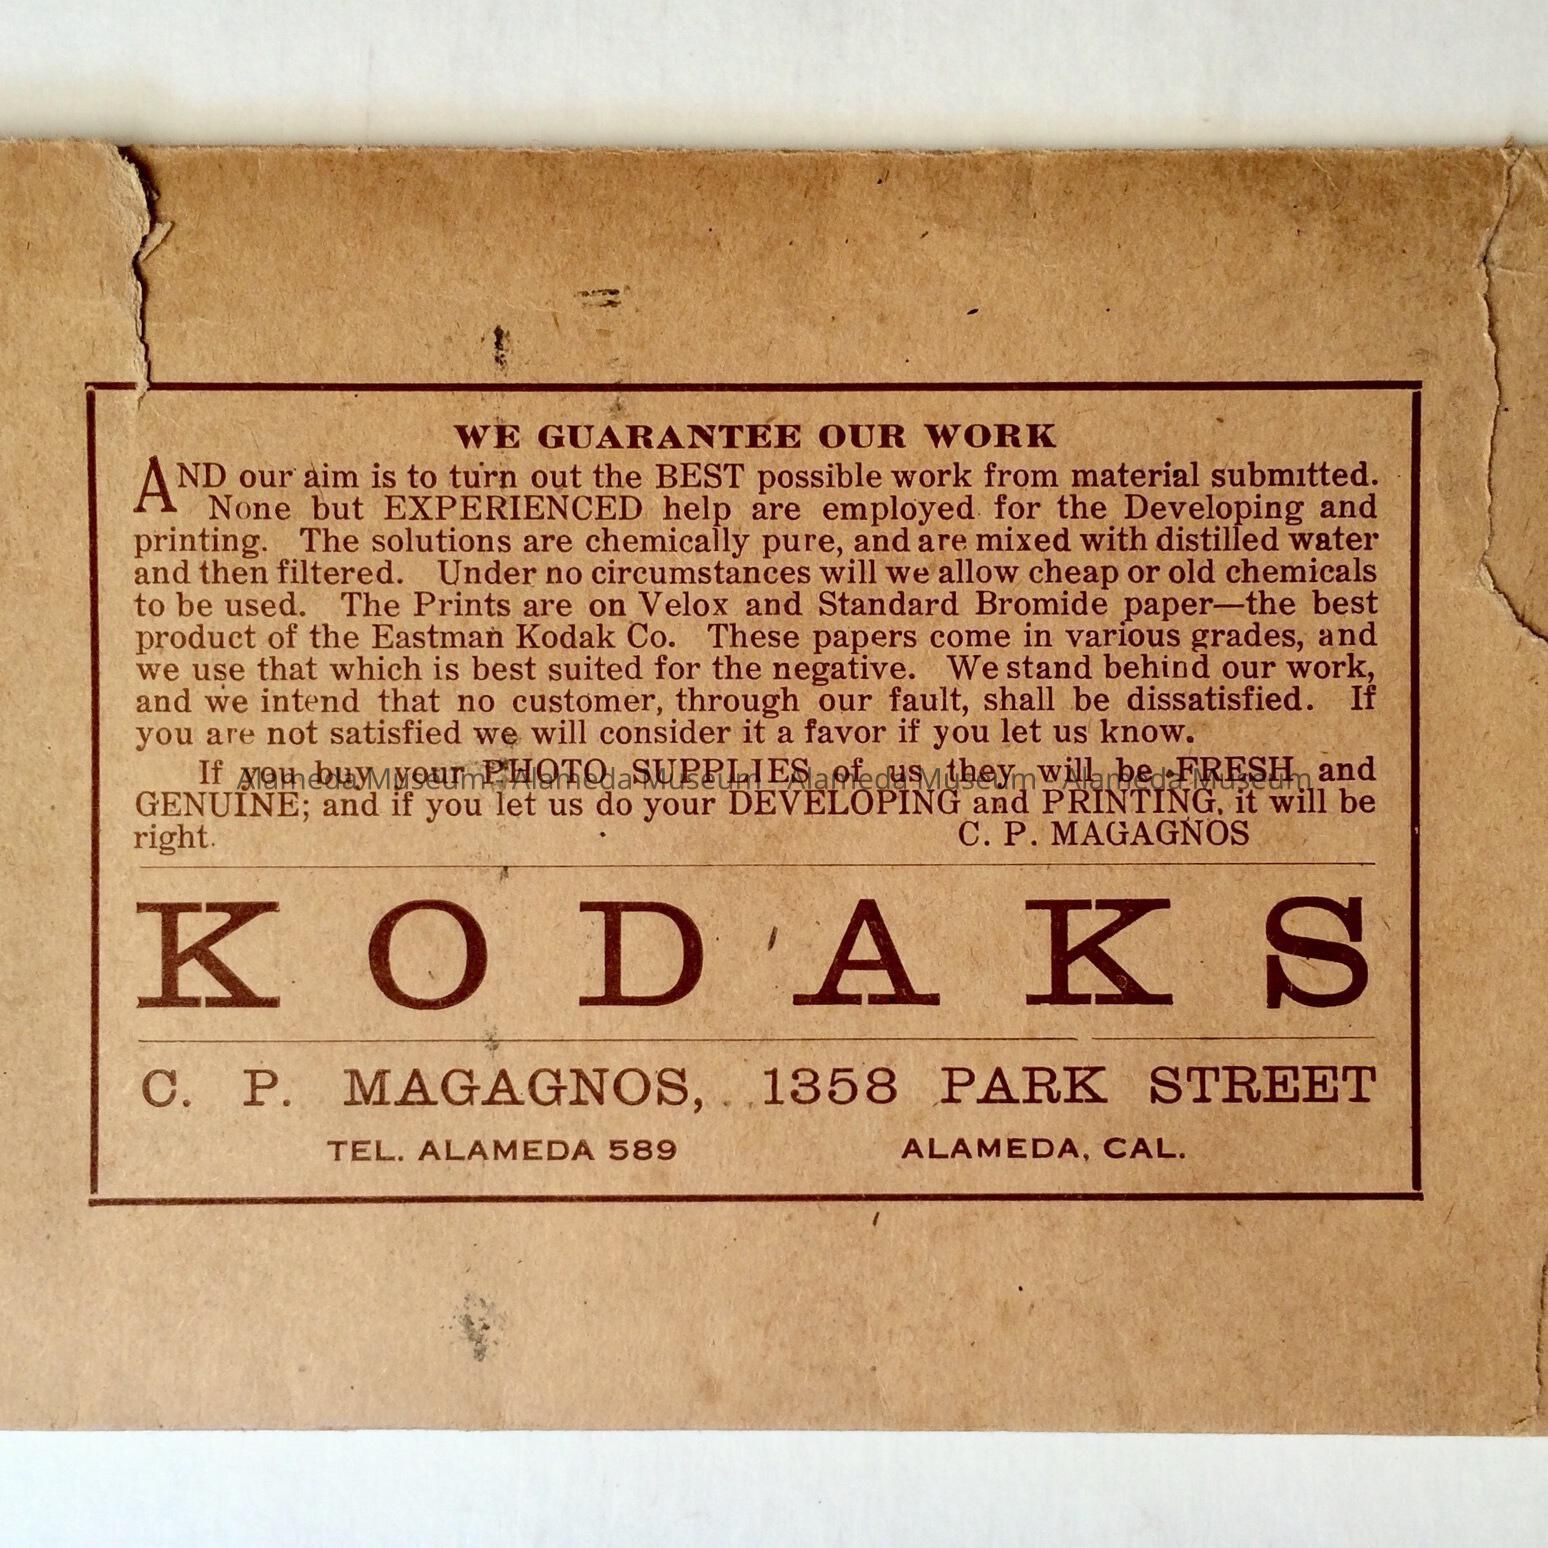 WE GUARANTEE OUR WORK
AND our aim is to turn out the BEST possible work from material submitted.
None but EXPERIENCED help are employed for the Developing and
printing. The solutions are chemically pure, and are mixed with distilled water
and then filtered. Under no circumstances will we allow cheap or old chemicals
to be used. The Prints are on Velox and Standard Bromide paper—the best
product of the Eastman Kodak Co. These papers come in various grades, and
we use that which is best suited for the negative. We stand behind our work,
and we intend that no customer, through our fault, shall be dissatisfied. If
you are not satisfied we will consider it a favor if you let us know.
If you buy your PHOTO SUPPLIES of us they will be FRESH and
Alameda Museum Alameda Museum Alameda Museum Alameda Museum
GENUINE; and if you let us do your DEVELOPING and PRINTING, it will be
right. C. P. MAGAGNOS
KODAKS
C. P. MAGAGNOS, 1358 PARK STREET
TEL. ALAMEDA 589 ALAMEDA, CAL.